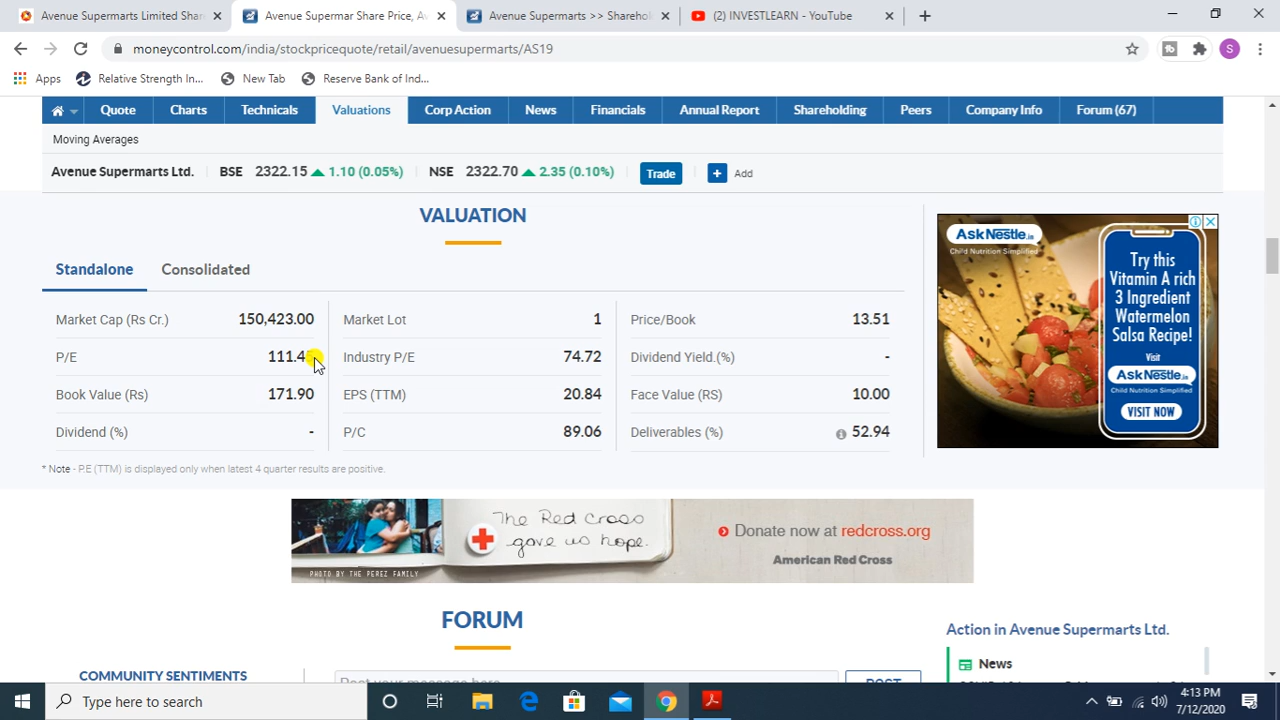 Avenue Supermarts Limited Shar
Avenue Supermar Share Price, Av
Avenue Supermarts >> Shareho
(2) INVESTLEARN - YouTube
moneycontrol.com/india/stockpricequote/retail/avenuesupermarts/AS19
S
Apps
Relative Strength In...
New Tab
Reserve Bank of Ind...
Quote
Charts
Technicals
Valuations
Corp Action
News
Financials
Annual Report
Shareholding
Peers
Company Info
Forum (67)
Moving Averages
Avenue Supermarts Ltd.
BSE 2322.15 1.10 (0.05%)
NSE 2322.70 2.35 (0.10%)
Trade
Add
VALUATION
Standalone
Consolidated
Market Cap (Rs Cr.) 150,423.00
Market Lot 1
Price/Book 13.51
P/E
Industry P/E 74.72
Dividend Yield.(%) -
Book Value (Rs) 171.90
EPS (TTM) 20.84
Face Value (RS) 10.00
Dividend (%) -
P/C 89.06
Deliverables (%) 52.94
* Note - P.E (TTM) is displayed only when latest 4 quarter results are positive.
AskNestle.in
Child Nutrition Simplified
Try this
Vitamin A rich
3 Ingredient
Watermelon
Salsa Recipe!
Visit
AskNestle.in
Child Nutrition Simplified
VISIT NOW
The Red Cross
gave us hope.
PHOTO BY THE PEREZ FAMILY
Donate now at redcross.org
American Red Cross
FORUM
COMMUNITY SENTIMENTS
Post your message here...
POST
Action in Avenue Supermarts Ltd.
News
Type here to search
4:13 PM
7/12/2020